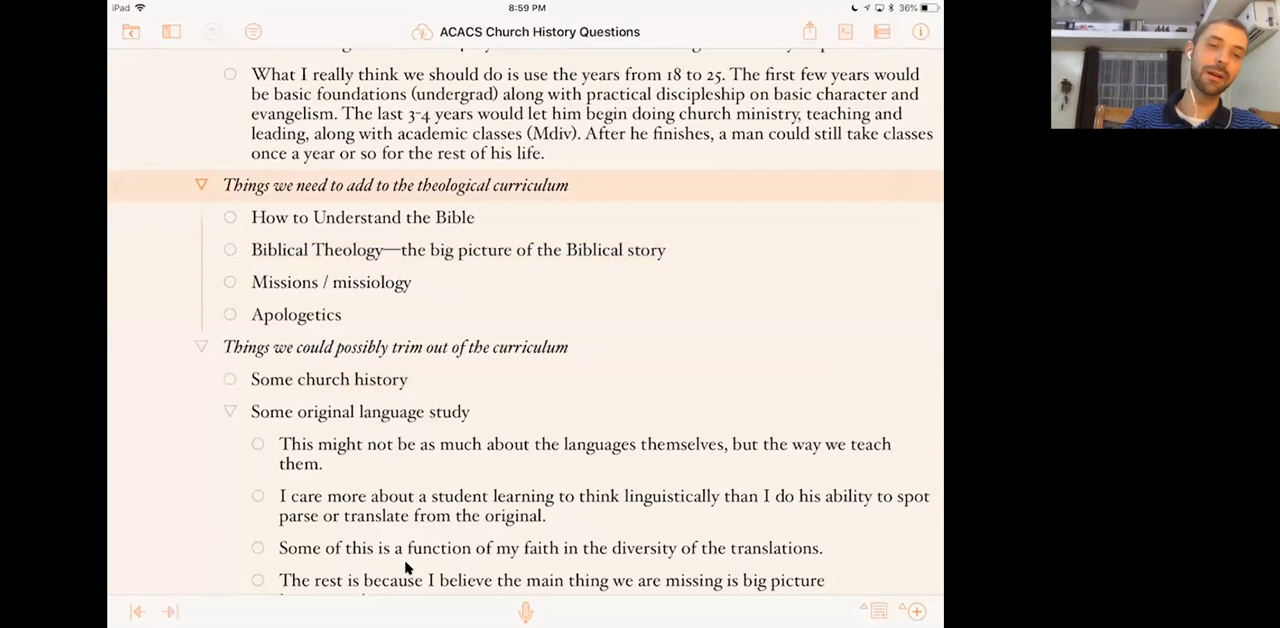 iPad
8:59 PM
36%
ACACS Church History Questions
What I really think we should do is use the years from 18 to 25. The first few years would
be basic foundations (undergrad) along with practical discipleship on basic character and
evangelism. The last 3-4 years would let him begin doing church ministry, teaching and
leading, along with academic classes (Mdiv). After he finishes, a man could still take classes
once a year or so for the rest of his life.
Things we need to add to the theological curriculum
How to Understand the Bible
Biblical Theology—the big picture of the Biblical story
Missions / missiology
Apologetics
Things we could possibly trim out of the curriculum
Some church history
Some original language study
This might not be as much about the languages themselves, but the way we teach
them.
I care more about a student learning to think linguistically than I do his ability to spot
parse or translate from the original.
Some of this is a function of my faith in the diversity of the translations.
The rest is because I believe the main thing we are missing is big picture